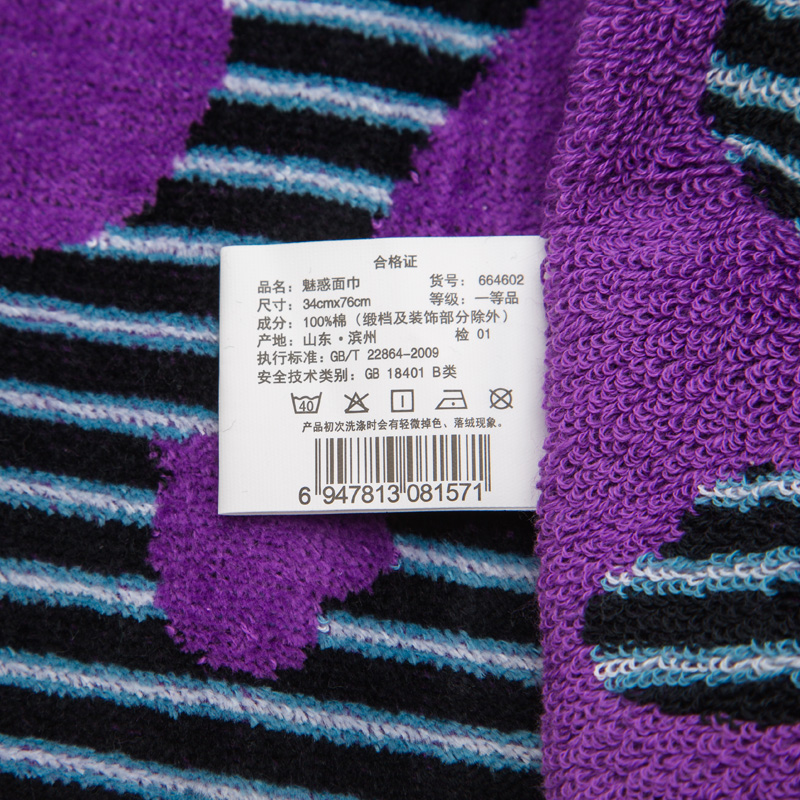 合格证
品名：魅惑面巾 货号：664602
尺寸：34cmx76cm 等级：一等品
成分：100%棉（缎档及装饰部分除外）
产地：山东·滨州 检 01
执行标准：GB/T 22864-2009
安全技术类别：GB 18401 B类
40
产品初次洗涤时会有轻微掉色、落绒现象。
6 947813 081571